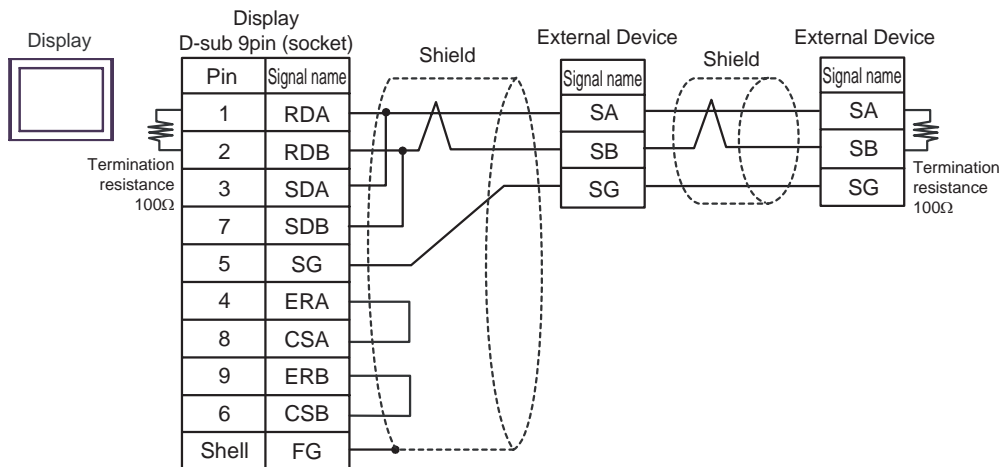 Display
Display
D-sub 9pin (socket)
Pin Signal name
1 RDA
2 RDB
3 SDA
7 SDB
5 SG
4 ERA
8 CSA
9 ERB
6 CSB
Shell FG
Termination
resistance
100Ω
Shield
External Device
Signal name
SA
SB
SG
Shield
External Device
Signal name
SA
SB
SG
Termination
resistance
100Ω